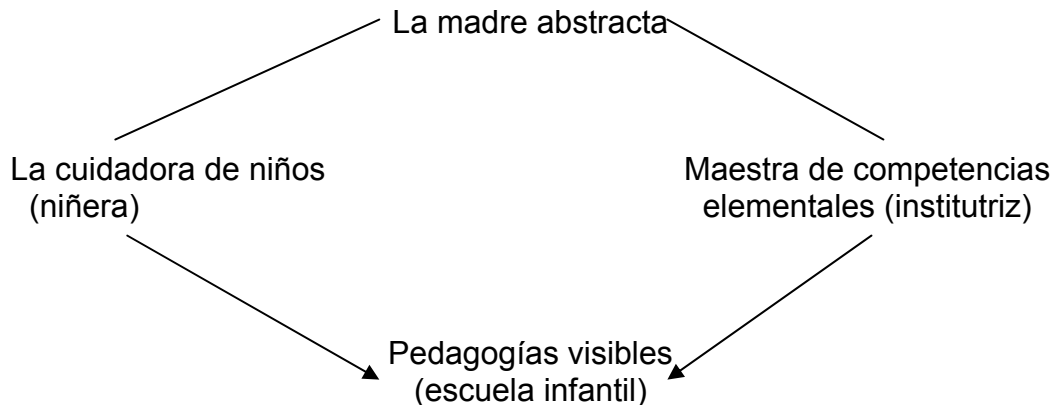 La madre abstracta
La cuidadora de niños
(niñera)
Maestra de competencias
elementales (institutriz)
Pedagogías visibles
(escuela infantil)